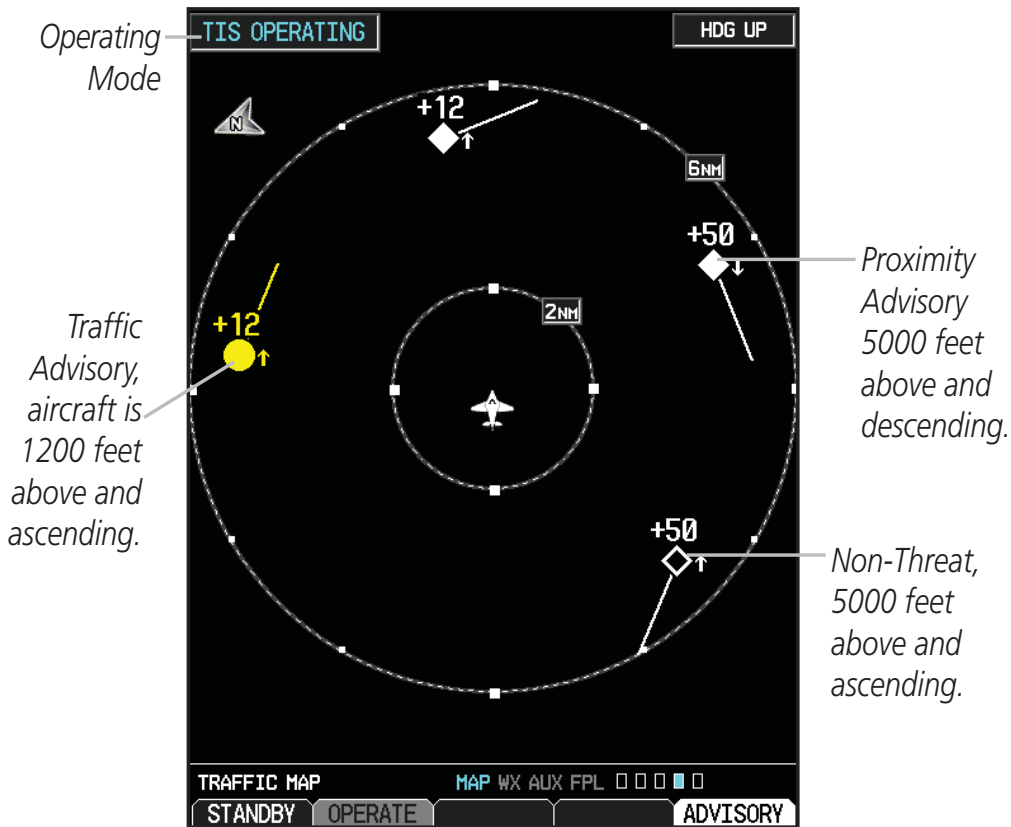 Operating
Mode
TIS OPERATING
HDG UP
N
+12
6NM
+50
Proximity
Advisory
5000 feet
above and
descending.
2NM
+12
Traffic
Advisory,
aircraft is
1200 feet
above and
ascending.
+50
Non-Threat,
5000 feet
above and
ascending.
TRAFFIC MAP
MAP WX AUX FPL
STANDBY OPERATE ADVISORY